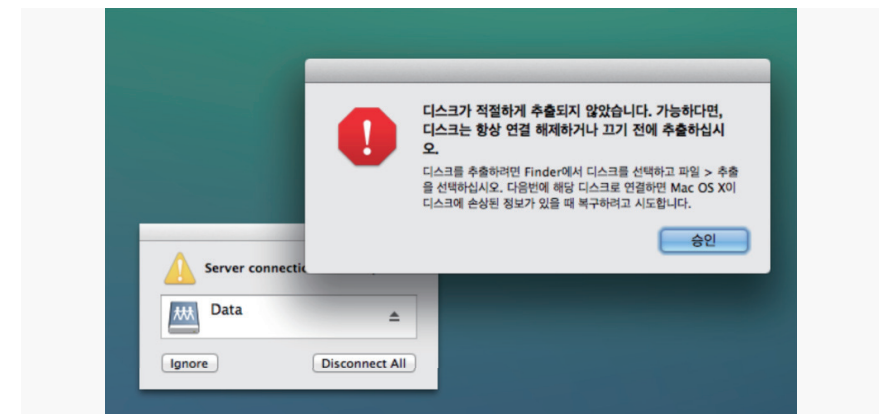 디스크가 적절하게 추출되지 않았습니다. 가능하다면,
디스크는 항상 연결 해제하거나 끄기 전에 추출하십시
오.
디스크를 추출하려면 Finder에서 디스크를 선택하고 파일 > 추출
을 선택하십시오. 다음번에 해당 디스크로 연결하면 Mac OS X이
디스크에 손상된 정보가 있을 때 복구하려고 시도합니다.
승인
Server
Data
Ignore
Disconnect All